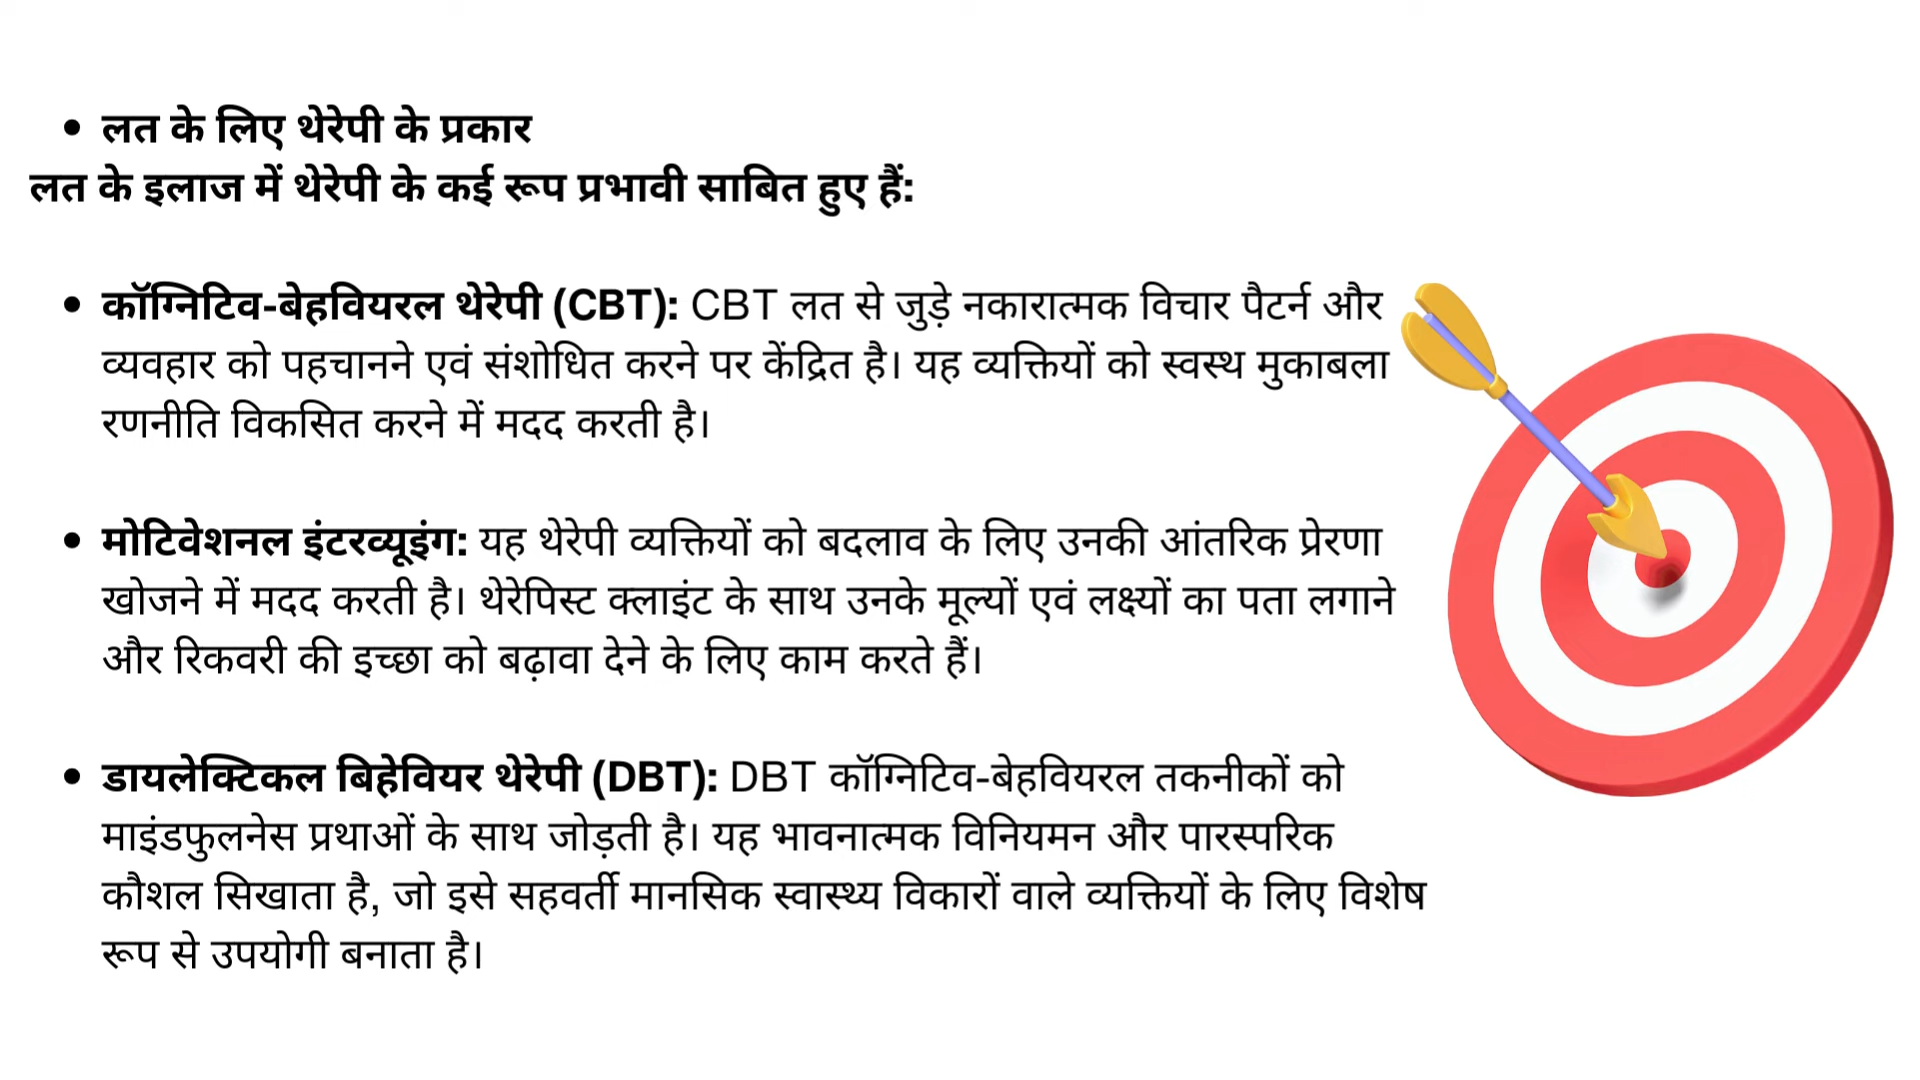 • लत के लिए थेरेपी के प्रकार
लत के इलाज में थेरेपी के कई रूप प्रभावी साबित हुए हैं:
• कॉग्निटिव-बेहवियरल थेरेपी (CBT): CBT लत से जुड़े नकारात्मक विचार पैटर्न और
व्यवहार को पहचानने एवं संशोधित करने पर केंद्रित है। यह व्यक्तियों को स्वस्थ मुकाबला
रणनीति विकसित करने में मदद करती है।
• मोटिवेशनल इंटरव्यूइंग: यह थेरेपी व्यक्तियों को बदलाव के लिए उनकी आंतरिक प्रेरणा
खोजने में मदद करती है। थेरेपिस्ट क्लाइंट के साथ उनके मूल्यों एवं लक्ष्यों का पता लगाने
और रिकवरी की इच्छा को बढ़ावा देने के लिए काम करते हैं।
• डायलेक्टिकल बिहेवियर थेरेपी (DBT): DBT कॉग्निटिव-बेहवियरल तकनीकों को
माइंडफुलनेस प्रथाओं के साथ जोड़ती है। यह भावनात्मक विनियमन और पारस्परिक
कौशल सिखाता है, जो इसे सहवर्ती मानसिक स्वास्थ्य विकारों वाले व्यक्तियों के लिए विशेष
रूप से उपयोगी बनाता है।